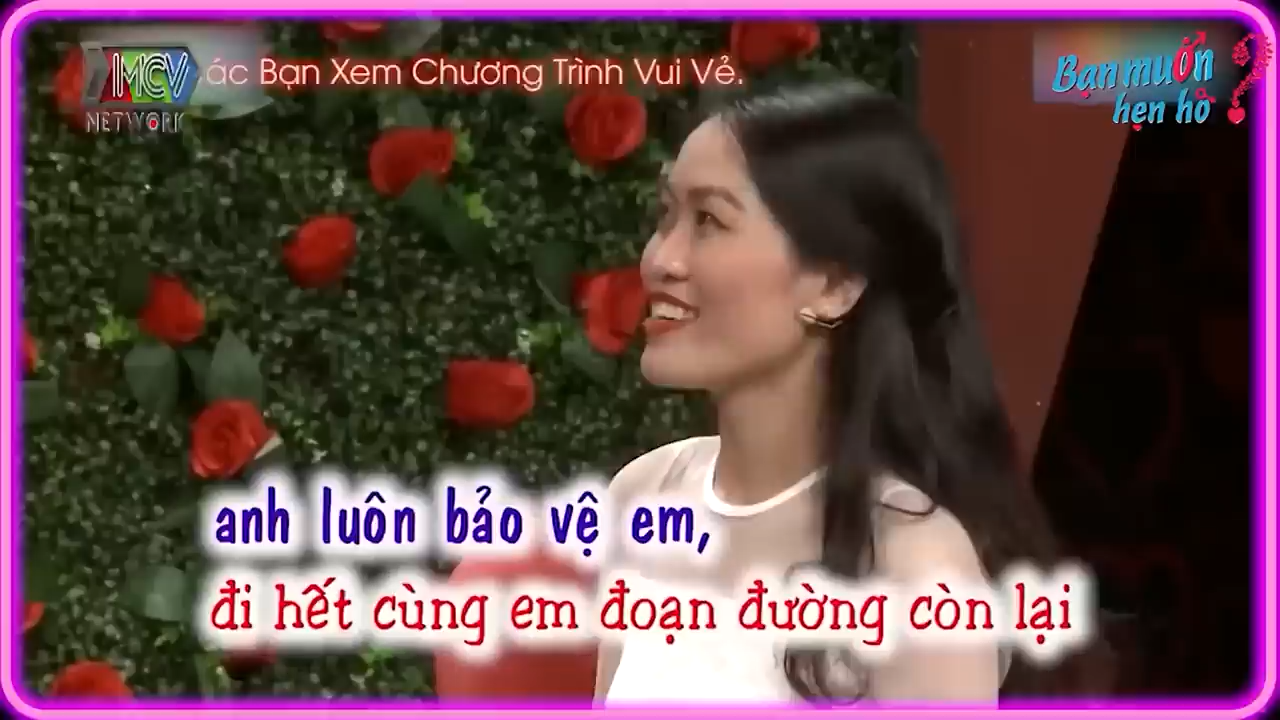 MCV
NETWORK
ác Bạn Xem Chương Trình Vui Vẻ.
Bạn muốn
hẹn hò
?
anh luôn bảo vệ em,
đi hết cùng em đoạn đường còn lại